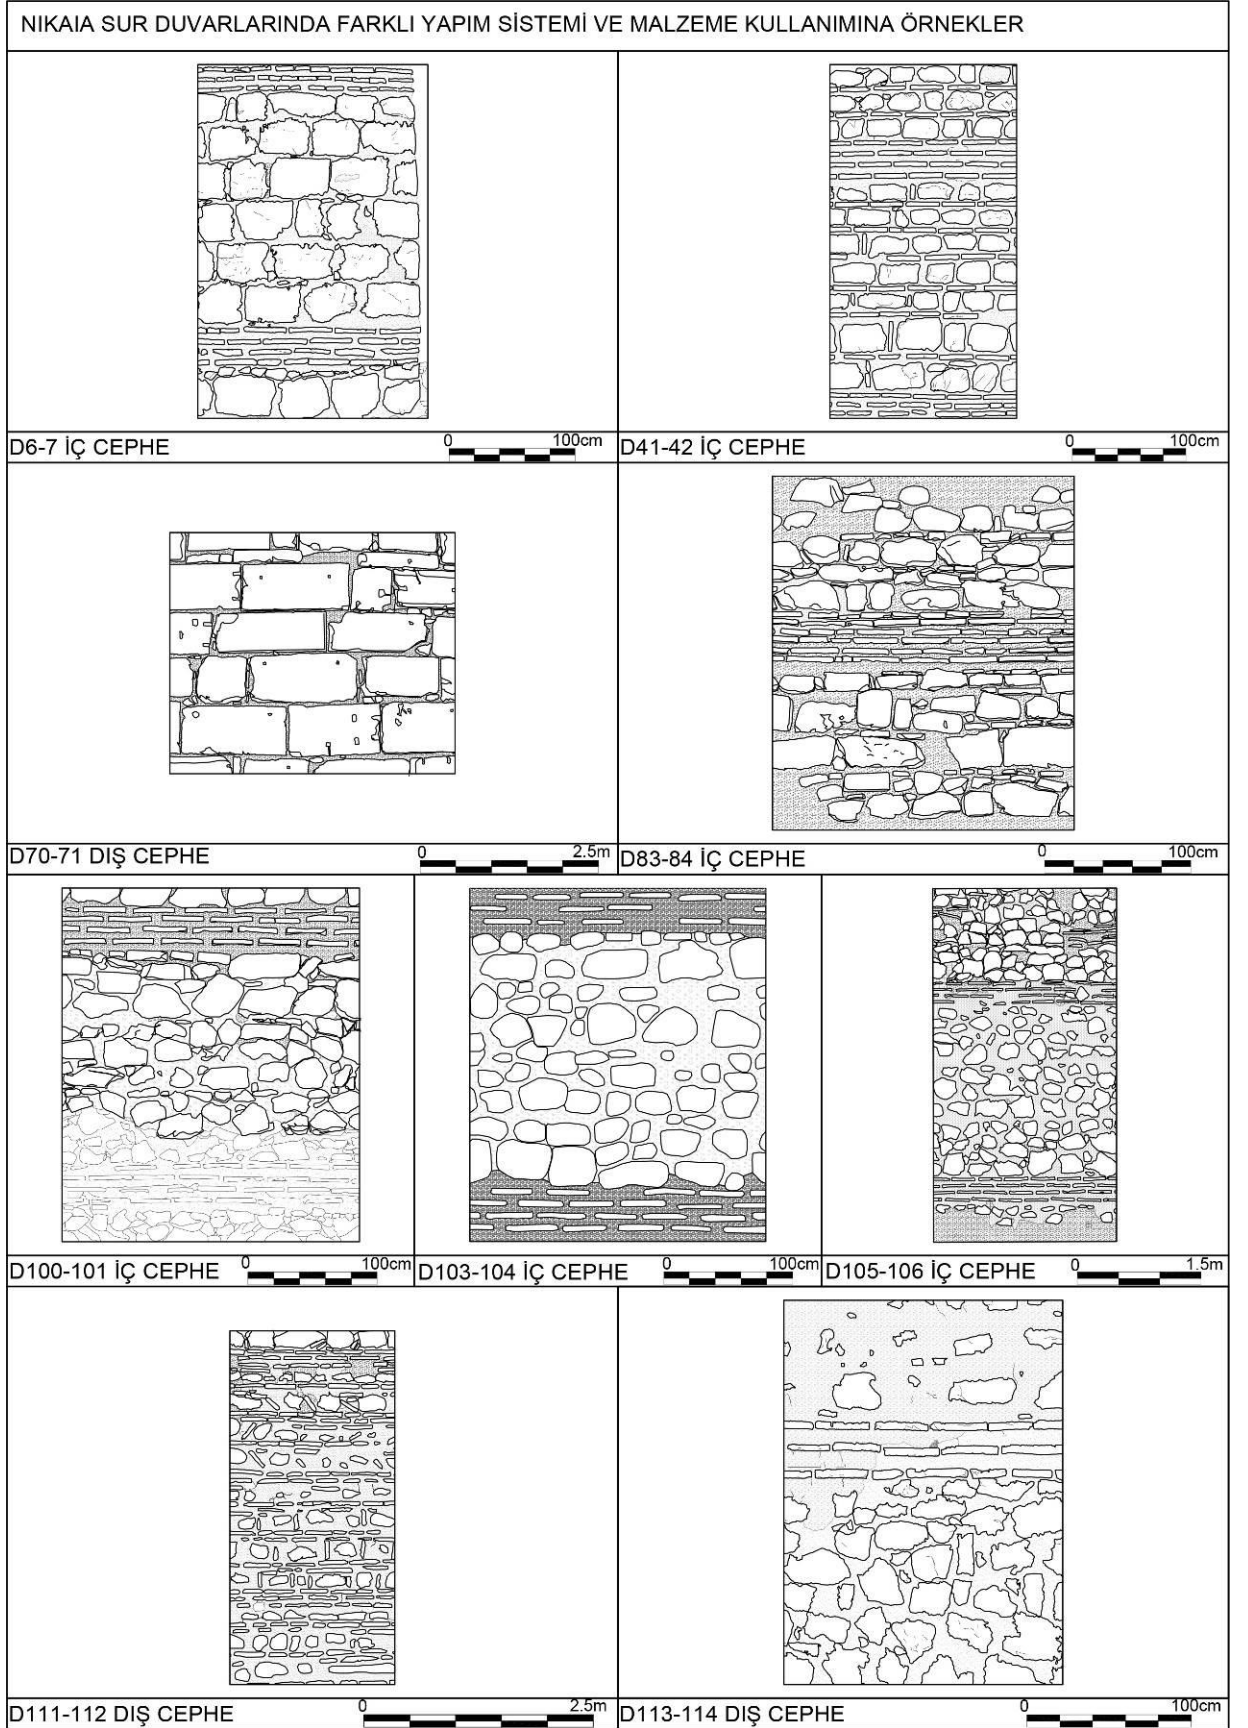 NIKAIA SUR DUVARLARINDA FARKLI YAPIM SİSTEMİ VE MALZEME KULLANIMINA ÖRNEKLER
D6-7 İÇ CEPHE 0 100cm
D41-42 İÇ CEPHE 0 100cm
D70-71 DIŞ CEPHE 0 2.5m
D83-84 İÇ CEPHE 0 100cm
D100-101 İÇ CEPHE 0 100cm
D103-104 İÇ CEPHE 0 100cm
D105-106 İÇ CEPHE 0 1.5m
D111-112 DIŞ CEPHE 0 2.5m
D113-114 DIŞ CEPHE 0 100cm